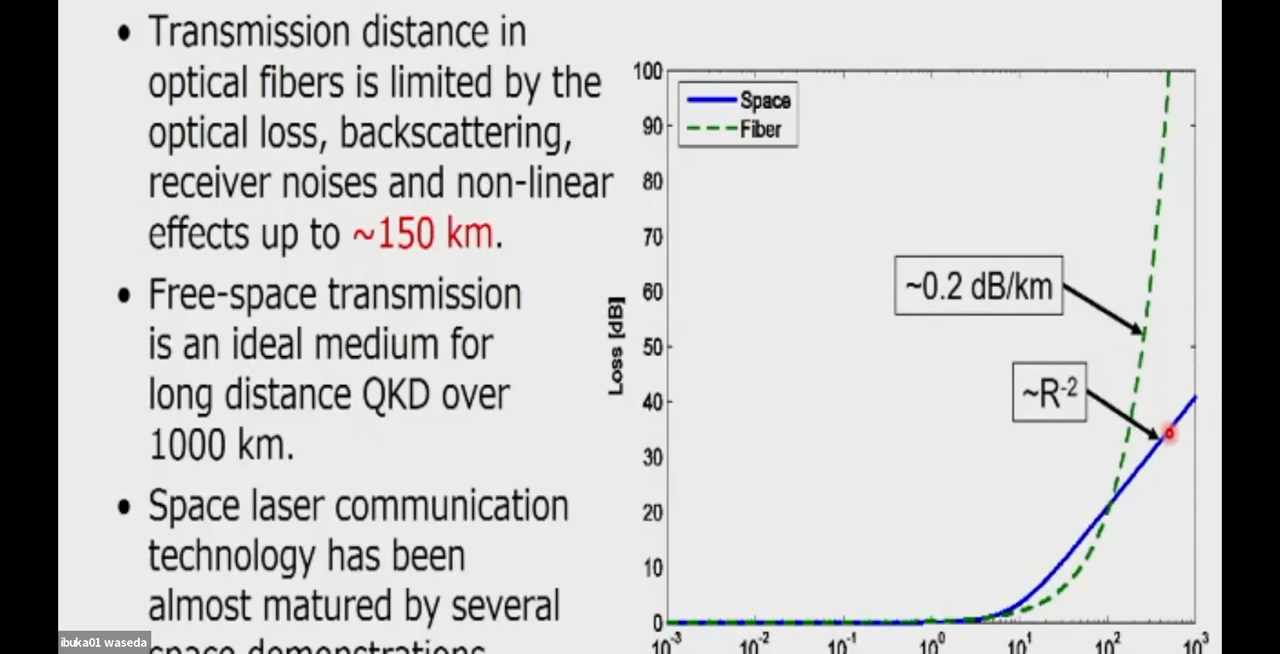 • Transmission distance in
optical fibers is limited by the
optical loss, backscattering,
receiver noises and non-linear
effects up to ~150 km.
• Free-space transmission
is an ideal medium for
long distance QKD over
1000 km.
• Space laser communication
technology has been
almost matured by several
space demonstrations
Space
Fiber
~0.2 dB/km
~R⁻²
Loss [dB]
100
90
80
70
60
50
40
30
20
10
0
10⁻³ 10⁻² 10⁻¹ 10⁰ 10¹ 10² 10³
ibuka01 waseda